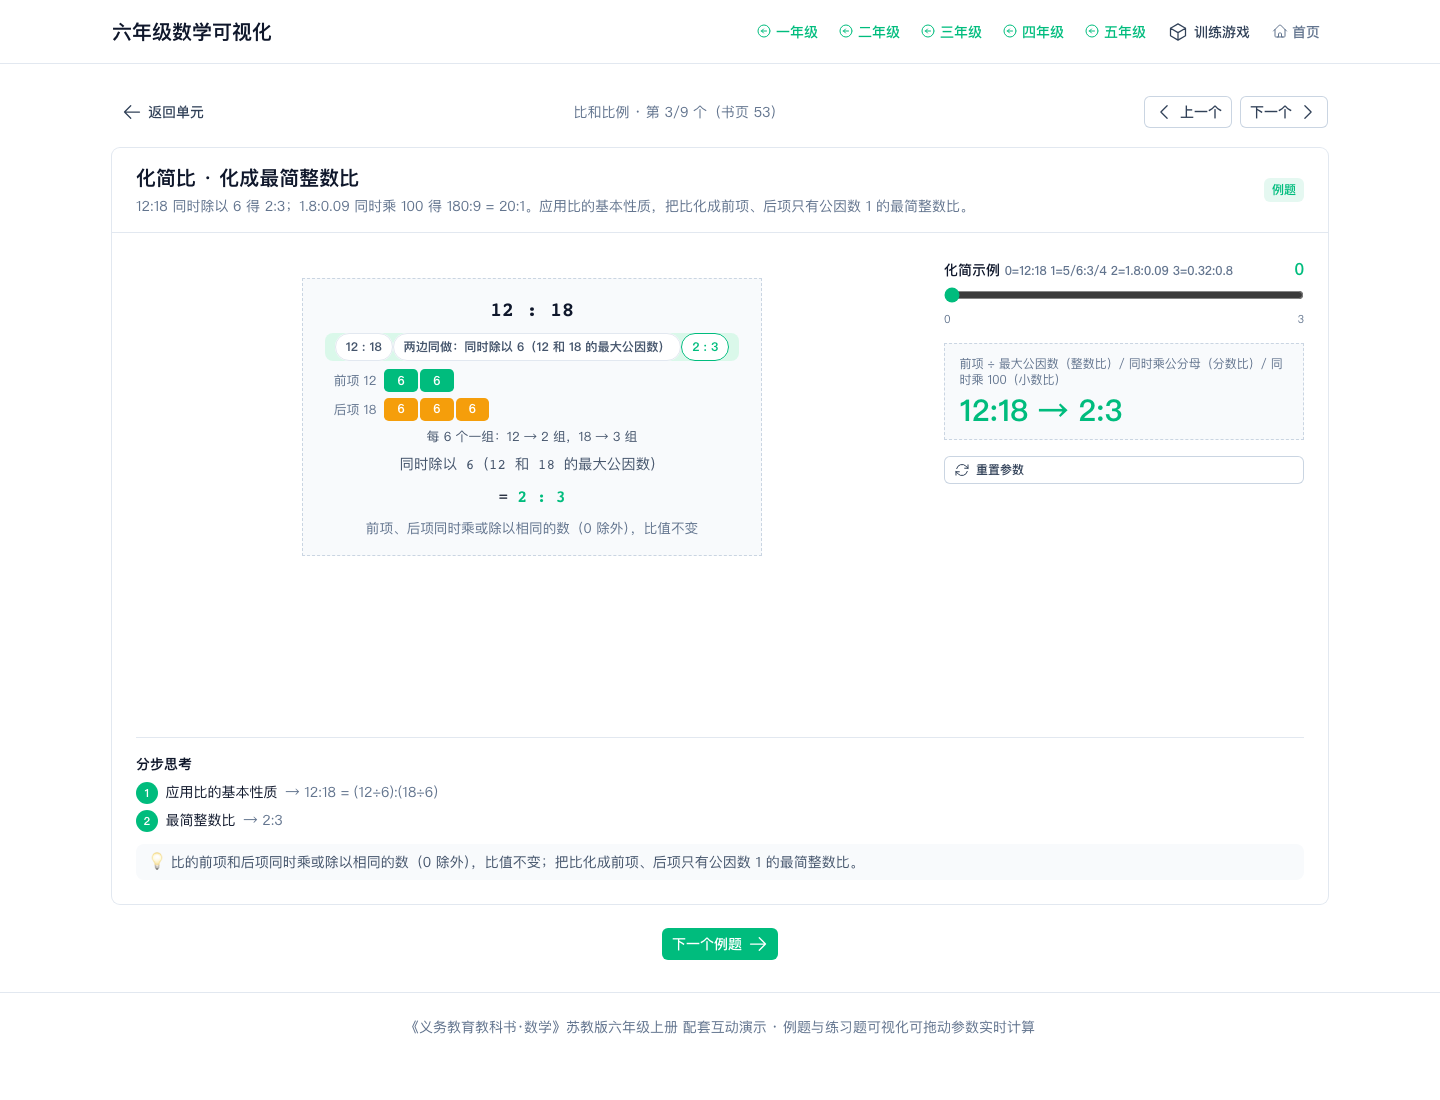 六年级数学可视化
一年级 二年级 三年级 四年级 五年级 训练游戏 首页
返回单元
比和比例 · 第 3/9 个（书页 53）
上一个 下一个
化简比 · 化成最简整数比
12:18 同时除以 6 得 2:3；1.8:0.09 同时乘 100 得 180:9 = 20:1。应用比的基本性质，把比化成前项、后项只有公因数 1 的最简整数比。
例题
12 : 18
12 : 18 两边同做：同时除以 6（12 和 18 的最大公因数） 2 : 3
前项 12 6 6
后项 18 6 6 6
每 6 个一组：12 → 2 组，18 → 3 组
同时除以 6（12 和 18 的最大公因数）
= 2 : 3
前项、后项同时乘或除以相同的数（0 除外），比值不变
化简示例 0=12:18 1=5/6:3/4 2=1.8:0.09 3=0.32:0.8 0
0 3
前项 ÷ 最大公因数（整数比）/ 同时乘公分母（分数比）/ 同
时乘 100（小数比）
12:18 → 2:3
重置参数
分步思考
1 应用比的基本性质 → 12:18 = (12÷6):(18÷6)
2 最简整数比 → 2:3
💡 比的前项和后项同时乘或除以相同的数（0 除外），比值不变；把比化成前项、后项只有公因数 1 的最简整数比。
下一个例题 →
《义务教育教科书·数学》苏教版六年级上册 配套互动演示 · 例题与练习题可视化可拖动参数实时计算